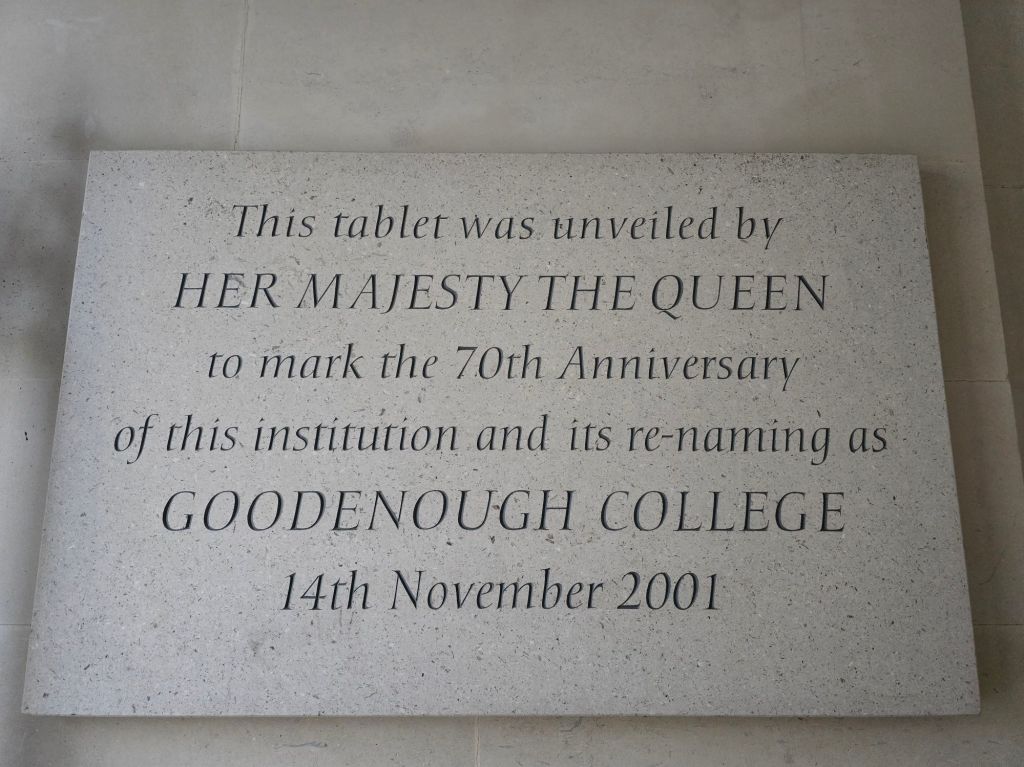 This tablet was unveiled by
HER MAJESTY THE QUEEN
to mark the 70th Anniversary
of this institution and its re-naming as
GOODENOUGH COLLEGE
14th November 2001